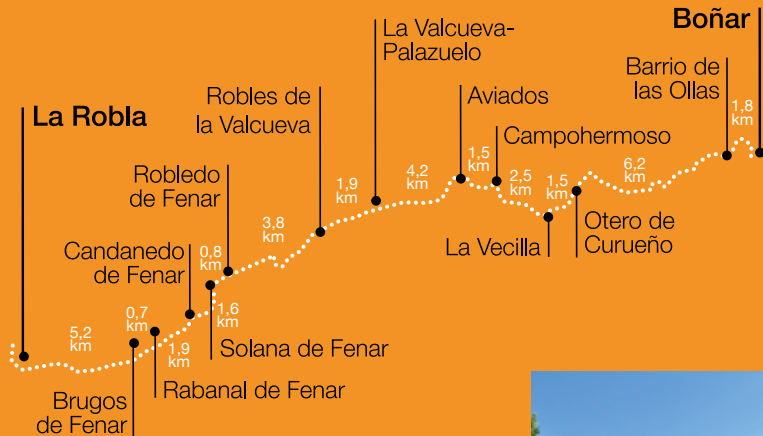 La Robla
5,2
km
Brugos
de Fenar
0,7
km
Rabanal de Fenar
1,9
km
Candanedo
de Fenar
1,6
km
Solana de Fenar
0,8
km
Robledo
de Fenar
3,8
km
Robles de
la Valcueva
1,9
km
La Valcueva-
Palazuelo
4,2
km
Aviados
1,5
km
Campohermoso
2,5
km
La Vecilla
1,5
km
Otero de
Curueño
6,2
km
Barrio de
las Ollas
1,8
km
Boñar